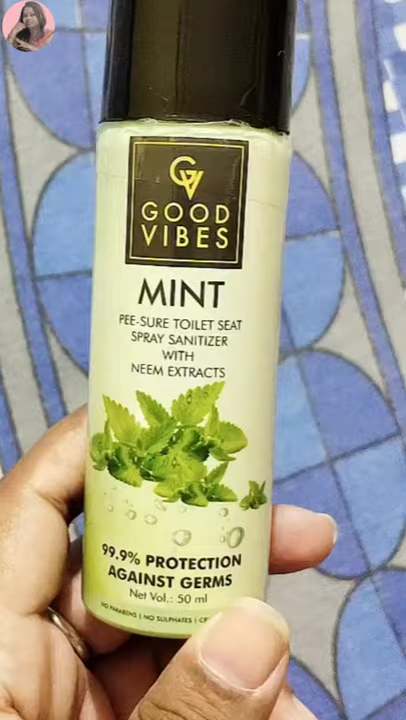 GV
GOOD
VIBES
MINT
PEE-SURE TOILET SEAT
SPRAY SANITIZER
WITH
NEEM EXTRACTS
99.9% PROTECTION
AGAINST GERMS
Net Vol.: 50 ml
NO PARABENS | NO SULPHATES |